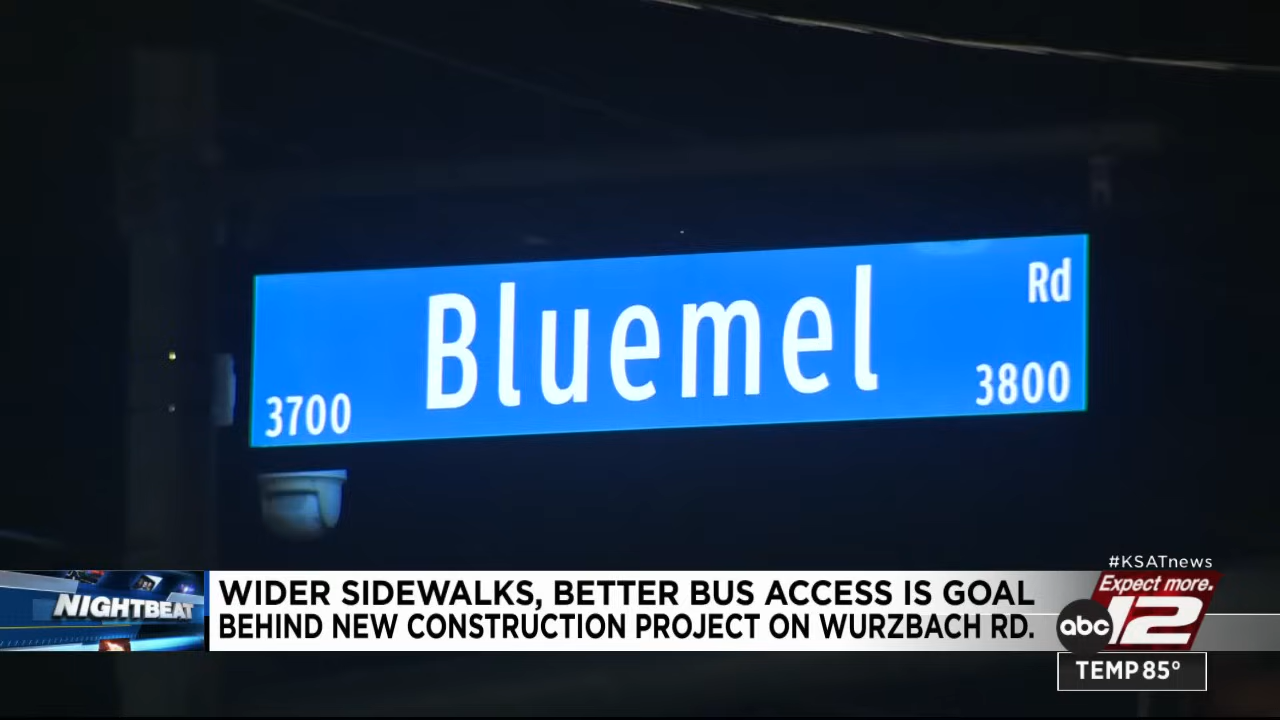 Bluemel
Rd
3700
3800
#KSATnews
NIGHTBEAT
WIDER SIDEWALKS, BETTER BUS ACCESS IS GOAL
BEHIND NEW CONSTRUCTION PROJECT ON WURZBACH RD.
Expect more.
abc 12
TEMP 85°